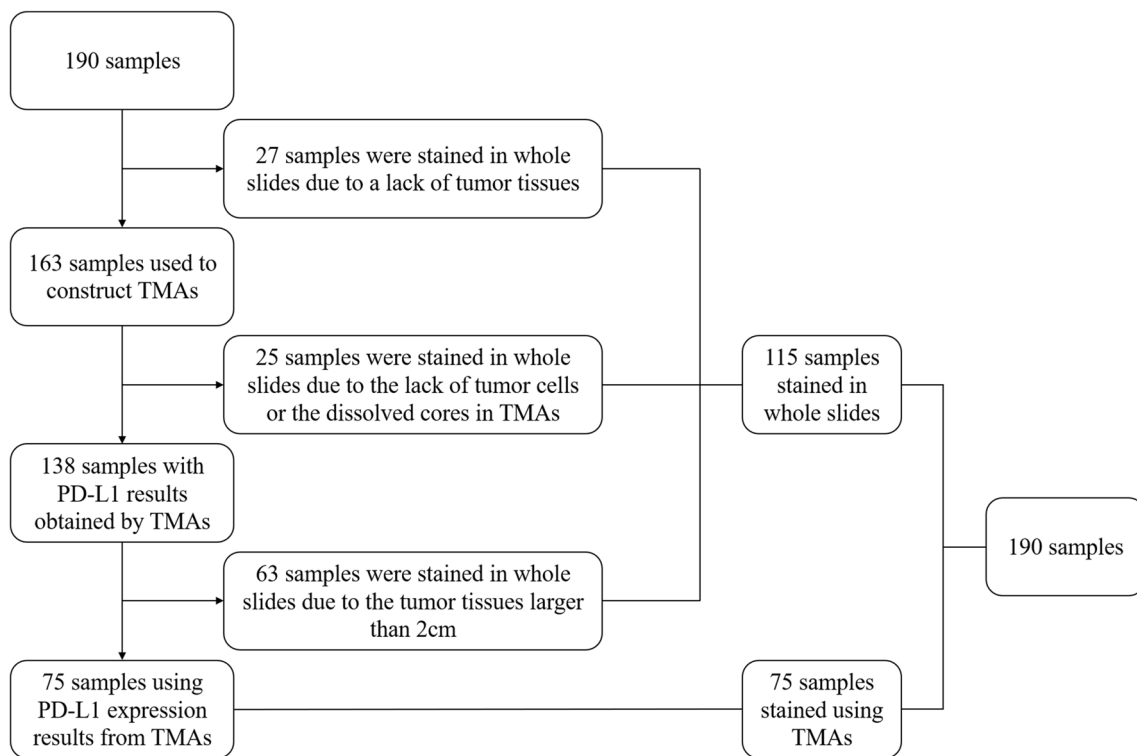 190 samples
27 samples were stained in whole
slides due to a lack of tumor tissues
163 samples used to
construct TMAs
25 samples were stained in whole
slides due to the lack of tumor cells
or the dissolved cores in TMAs
115 samples
stained in
whole slides
138 samples with
PD-L1 results
obtained by TMAs
190 samples
63 samples were stained in whole
slides due to the tumor tissues larger
than 2cm
75 samples using
PD-L1 expression
results from TMAs
75 samples
stained using
TMAs